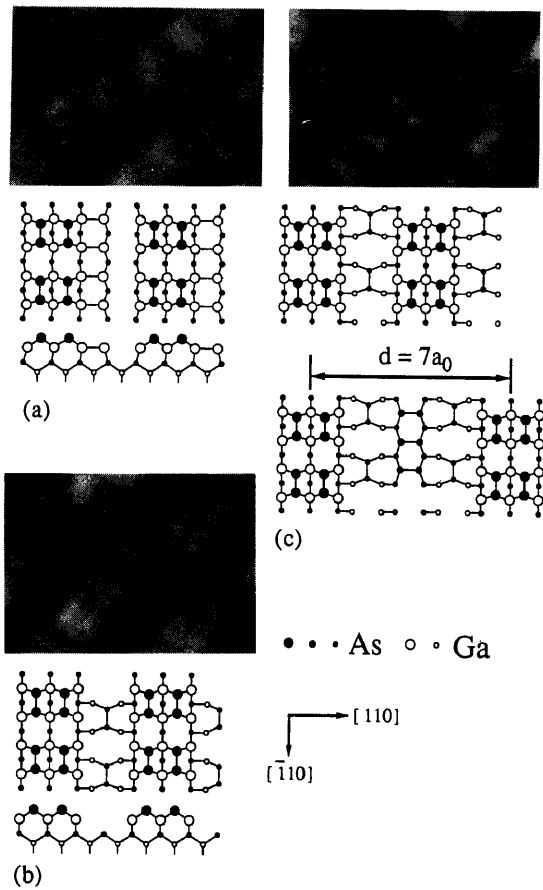 (a)
d = 7a₀
(c)
(b)
● • • As ○ ∘ Ga
[110]
[1̄10]